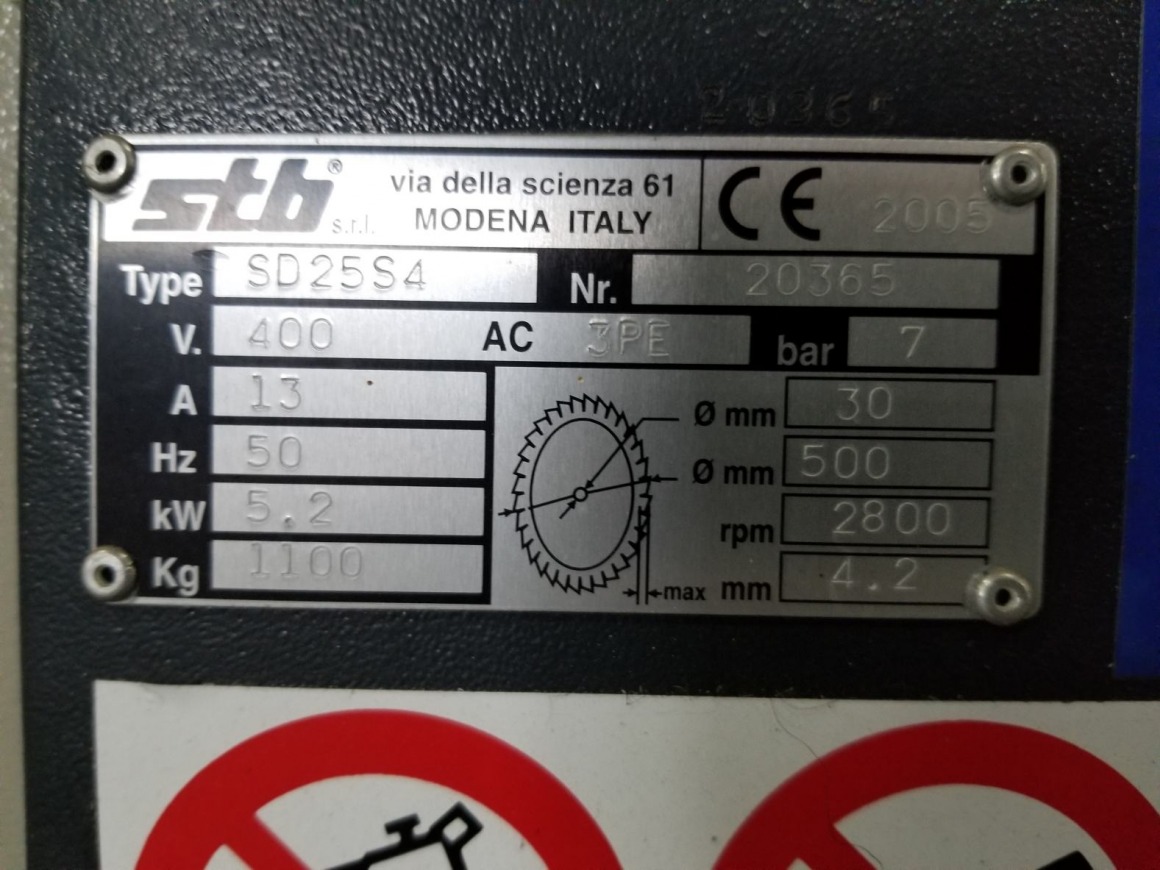 20365
stb® s.r.l.
via della scienza 61
MODENA ITALY
CE 2005
Type SD25S4 Nr. 20365
V. 400 AC 3PE bar 7
A 13
Hz 50
kW 5.2
Kg 1100
Ø mm 30
Ø mm 500
rpm 2800
max mm 4.2